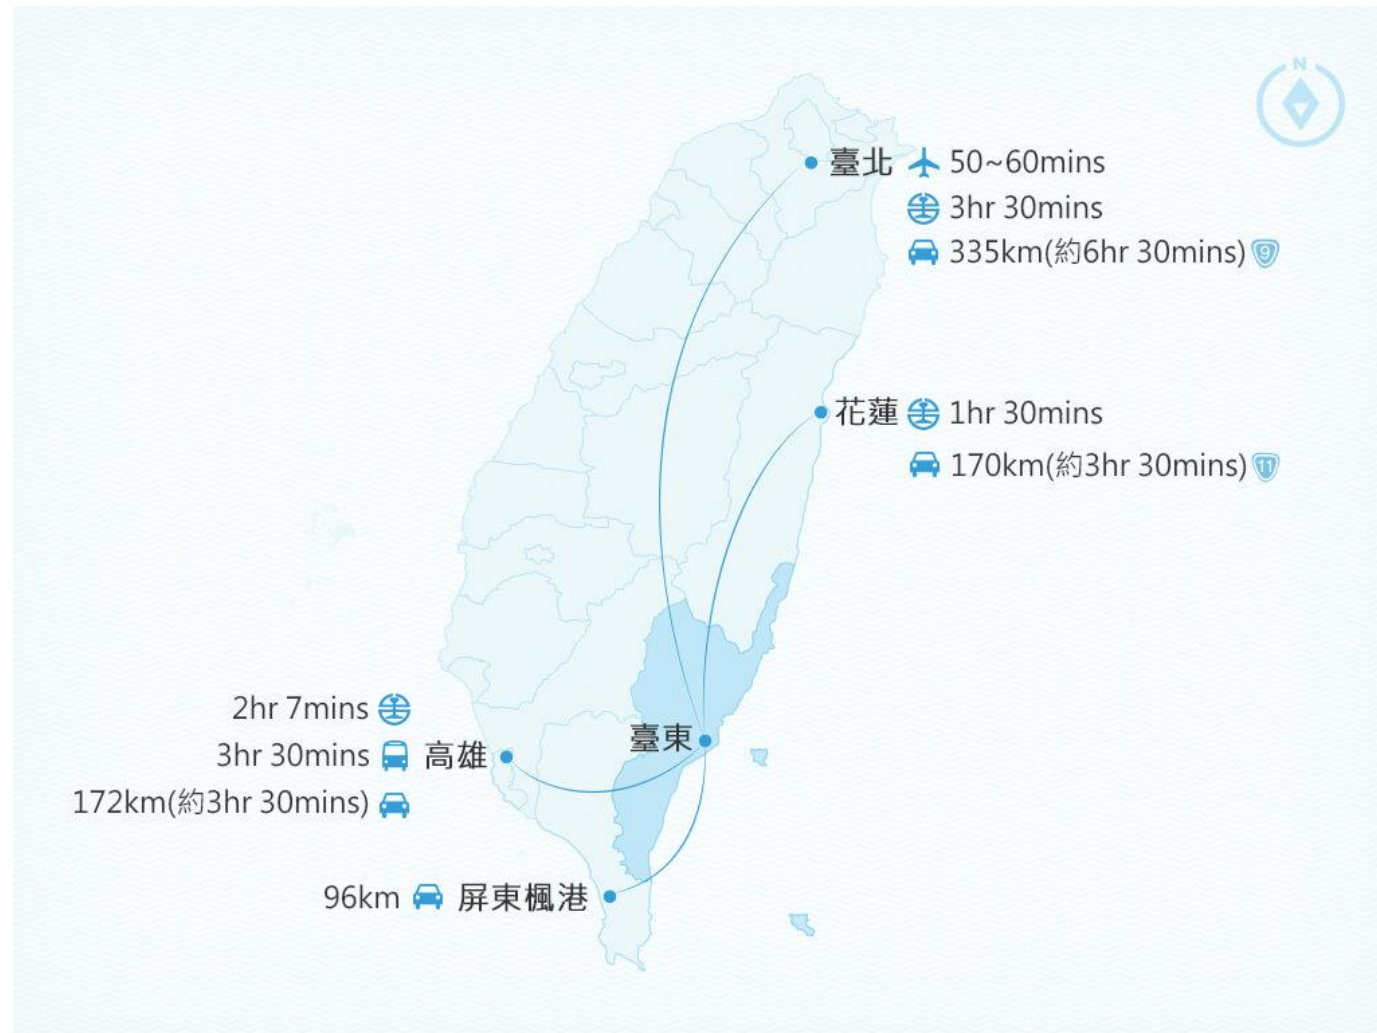 N
臺北 50~60mins
3hr 30mins
335km(約6hr 30mins) 9
花蓮 1hr 30mins
170km(約3hr 30mins) 11
2hr 7mins
3hr 30mins 高雄
172km(約3hr 30mins)
臺東
96km 屏東楓港